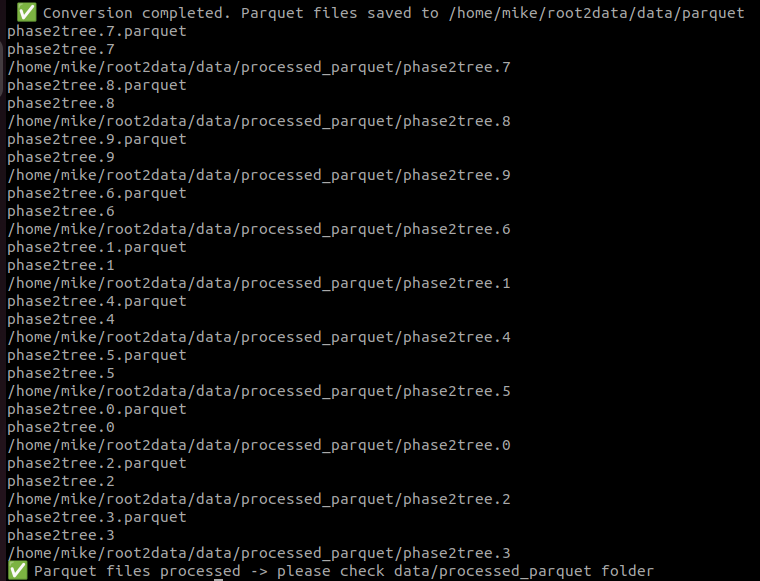 ✅ Conversion completed. Parquet files saved to /home/mike/root2data/data/parquet
phase2tree.7.parquet
phase2tree.7
/home/mike/root2data/data/processed_parquet/phase2tree.7
phase2tree.8.parquet
phase2tree.8
/home/mike/root2data/data/processed_parquet/phase2tree.8
phase2tree.9.parquet
phase2tree.9
/home/mike/root2data/data/processed_parquet/phase2tree.9
phase2tree.6.parquet
phase2tree.6
/home/mike/root2data/data/processed_parquet/phase2tree.6
phase2tree.1.parquet
phase2tree.1
/home/mike/root2data/data/processed_parquet/phase2tree.1
phase2tree.4.parquet
phase2tree.4
/home/mike/root2data/data/processed_parquet/phase2tree.4
phase2tree.5.parquet
phase2tree.5
/home/mike/root2data/data/processed_parquet/phase2tree.5
phase2tree.0.parquet
phase2tree.0
/home/mike/root2data/data/processed_parquet/phase2tree.0
phase2tree.2.parquet
phase2tree.2
/home/mike/root2data/data/processed_parquet/phase2tree.2
phase2tree.3.parquet
phase2tree.3
/home/mike/root2data/data/processed_parquet/phase2tree.3
✅ Parquet files processed -> please check data/processed_parquet folder